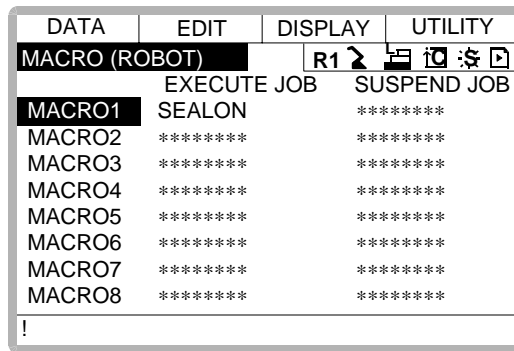 DATA EDIT DISPLAY UTILITY
MACRO (ROBOT) R1 C S
EXECUTE JOB SUSPEND JOB
MACRO1 SEALON ********
MACRO2 ******** ********
MACRO3 ******** ********
MACRO4 ******** ********
MACRO5 ******** ********
MACRO6 ******** ********
MACRO7 ******** ********
MACRO8 ******** ********
!